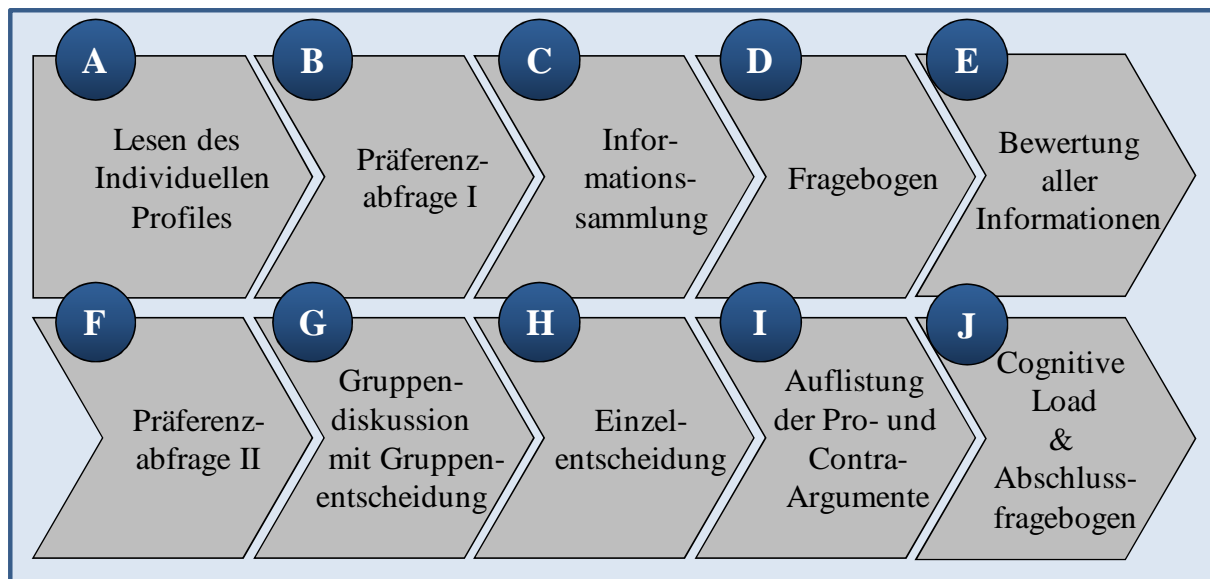 A
Lesen des
Individuellen
Profiles
B
Präferenz-
abfrage I
C
Infor-
mations-
sammlung
D
Fragebogen
E
Bewertung
aller
Informationen
F
Präferenz-
abfrage II
G
Gruppen-
diskussion
mit Gruppen-
entscheidung
H
Einzel-
entscheidung
I
Auflistung
der Pro- und
Contra-
Argumente
J
Cognitive
Load
&
Abschluss-
fragebogen